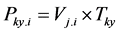 P_{ky.i} = V_{j.i} × T_{ky}